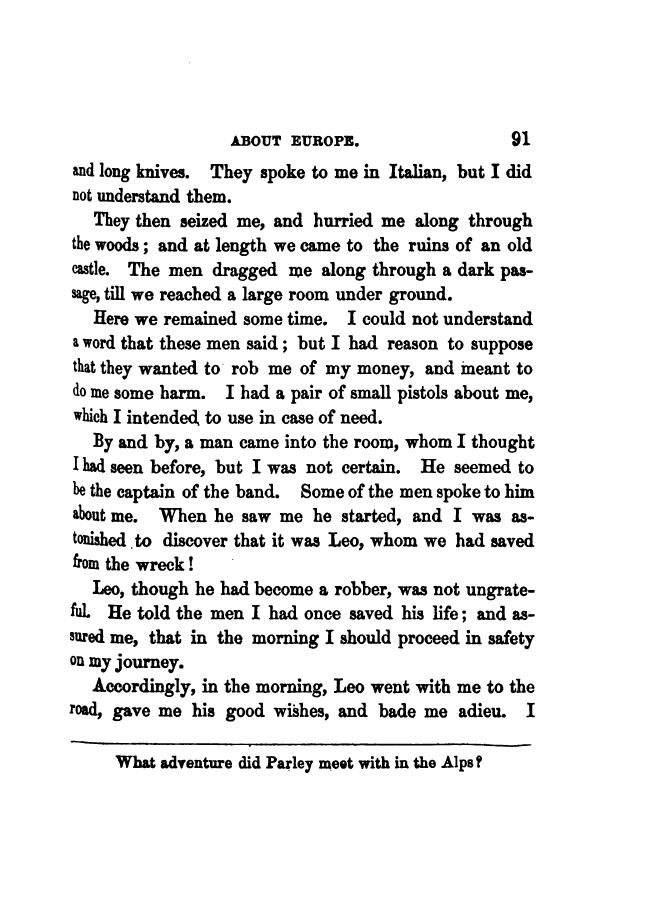 ABOUT EUROPE. 91
and long knives. They spoke to me in Italian, but I did
not understand them.
They then seized me, and hurried me along through
the woods; and at length we came to the ruins of an old
castle. The men dragged me along through a dark pas-
sage, till we reached a large room under ground.
Here we remained some time. I could not understand
a word that these men said; but I had reason to suppose
that they wanted to rob me of my money, and meant to
do me some harm. I had a pair of small pistols about me,
which I intended to use in case of need.
By and by, a man came into the room, whom I thought
I had seen before, but I was not certain. He seemed to
be the captain of the band. Some of the men spoke to him
about me. When he saw me he started, and I was as-
tonished to discover that it was Leo, whom we had saved
from the wreck!
Leo, though he had become a robber, was not ungrate-
ful. He told the men I had once saved his life; and as-
sured me, that in the morning I should proceed in safety
on my journey.
Accordingly, in the morning, Leo went with me to the
road, gave me his good wishes, and bade me adieu. I
What adventure did Parley meet with in the Alps?